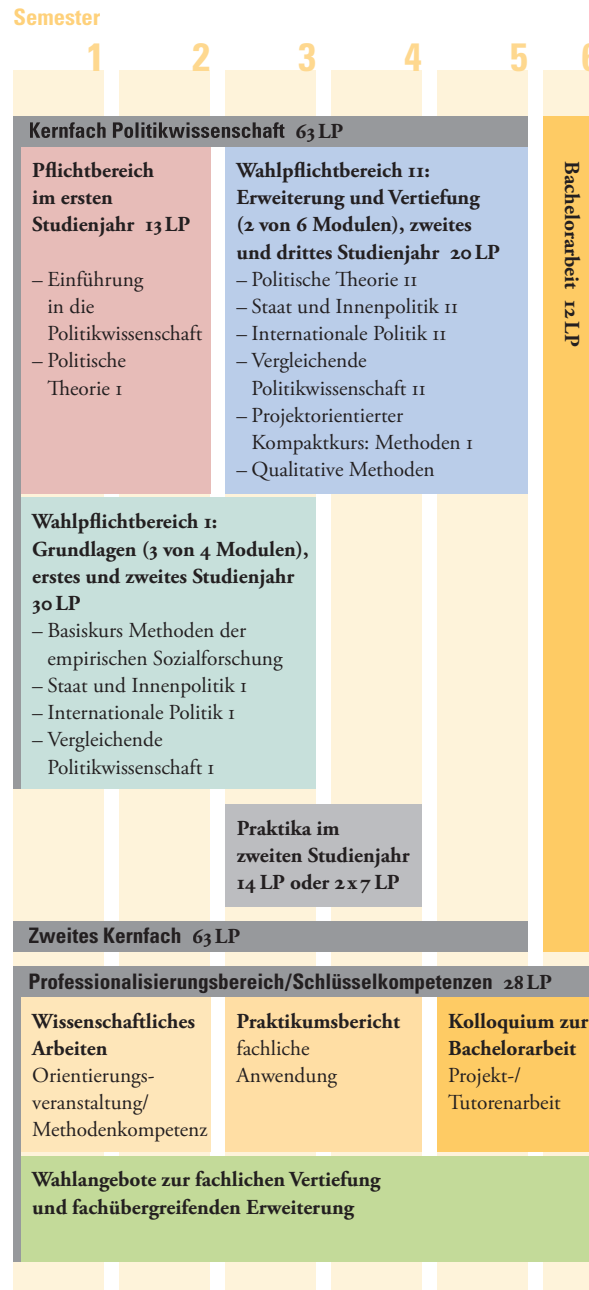 Semester
1 2 3 4 5 6
Kernfach Politikwissenschaft 63 LP
Pflichtbereich
im ersten
Studienjahr 13 LP
– Einführung
in die
Politikwissenschaft
– Politische
Theorie I
Wahlpflichtbereich II:
Erweiterung und Vertiefung
(2 von 6 Modulen), zweites
und drittes Studienjahr 20 LP
– Politische Theorie II
– Staat und Innenpolitik II
– Internationale Politik II
– Vergleichende
Politikwissenschaft II
– Projektorientierter
Kompaktkurs: Methoden I
– Qualitative Methoden
Bachelorarbeit 12 LP
Wahlpflichtbereich I:
Grundlagen (3 von 4 Modulen),
erstes und zweites Studienjahr
30 LP
– Basiskurs Methoden der
empirischen Sozialforschung
– Staat und Innenpolitik I
– Internationale Politik I
– Vergleichende
Politikwissenschaft I
Praktika im
zweiten Studienjahr
14 LP oder 2 x 7 LP
Zweites Kernfach 63 LP
Professionalisierungsbereich/Schlüsselkompetenzen 28 LP
Wissenschaftliches
Arbeiten
Orientierungs-
veranstaltung/
Methodenkompetenz
Praktikumsbericht
fachliche
Anwendung
Kolloquium zur
Bachelorarbeit
Projekt-/
Tutorenarbeit
Wahlangebote zur fachlichen Vertiefung
und fachübergreifenden Erweiterung